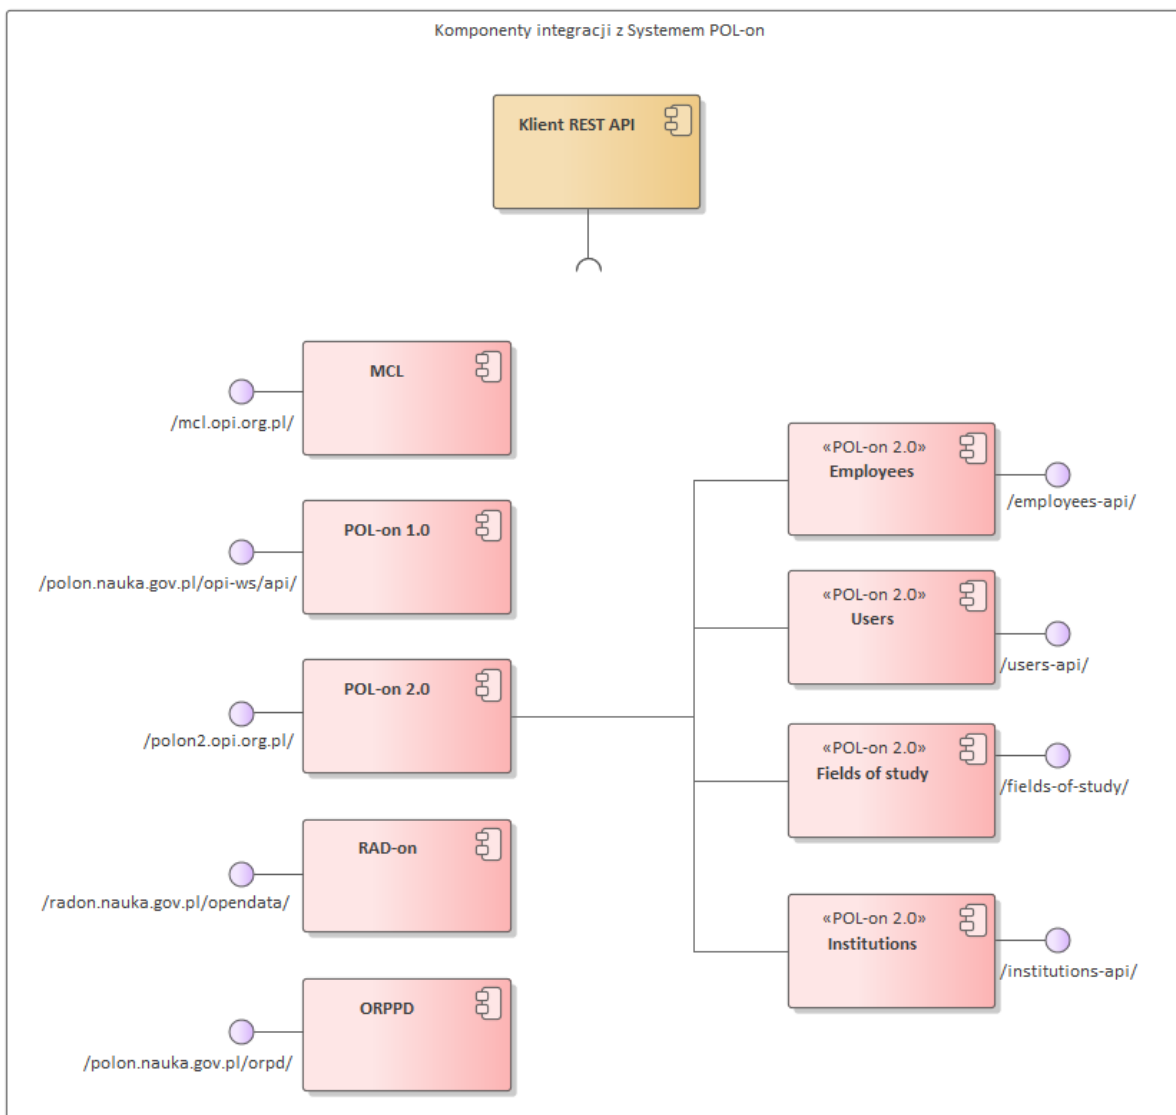 Komponenty integracji z Systemem POL-on
Klient REST API
MCL
/mcl.opi.org.pl/
POL-on 1.0
/polon.nauka.gov.pl/opi-ws/api/
POL-on 2.0
/polon2.opi.org.pl/
RAD-on
/radon.nauka.gov.pl/opendata/
ORPPD
/polon.nauka.gov.pl/orpd/
«POL-on 2.0»
Employees
/employees-api/
«POL-on 2.0»
Users
/users-api/
«POL-on 2.0»
Fields of study
/fields-of-study/
«POL-on 2.0»
Institutions
/institutions-api/